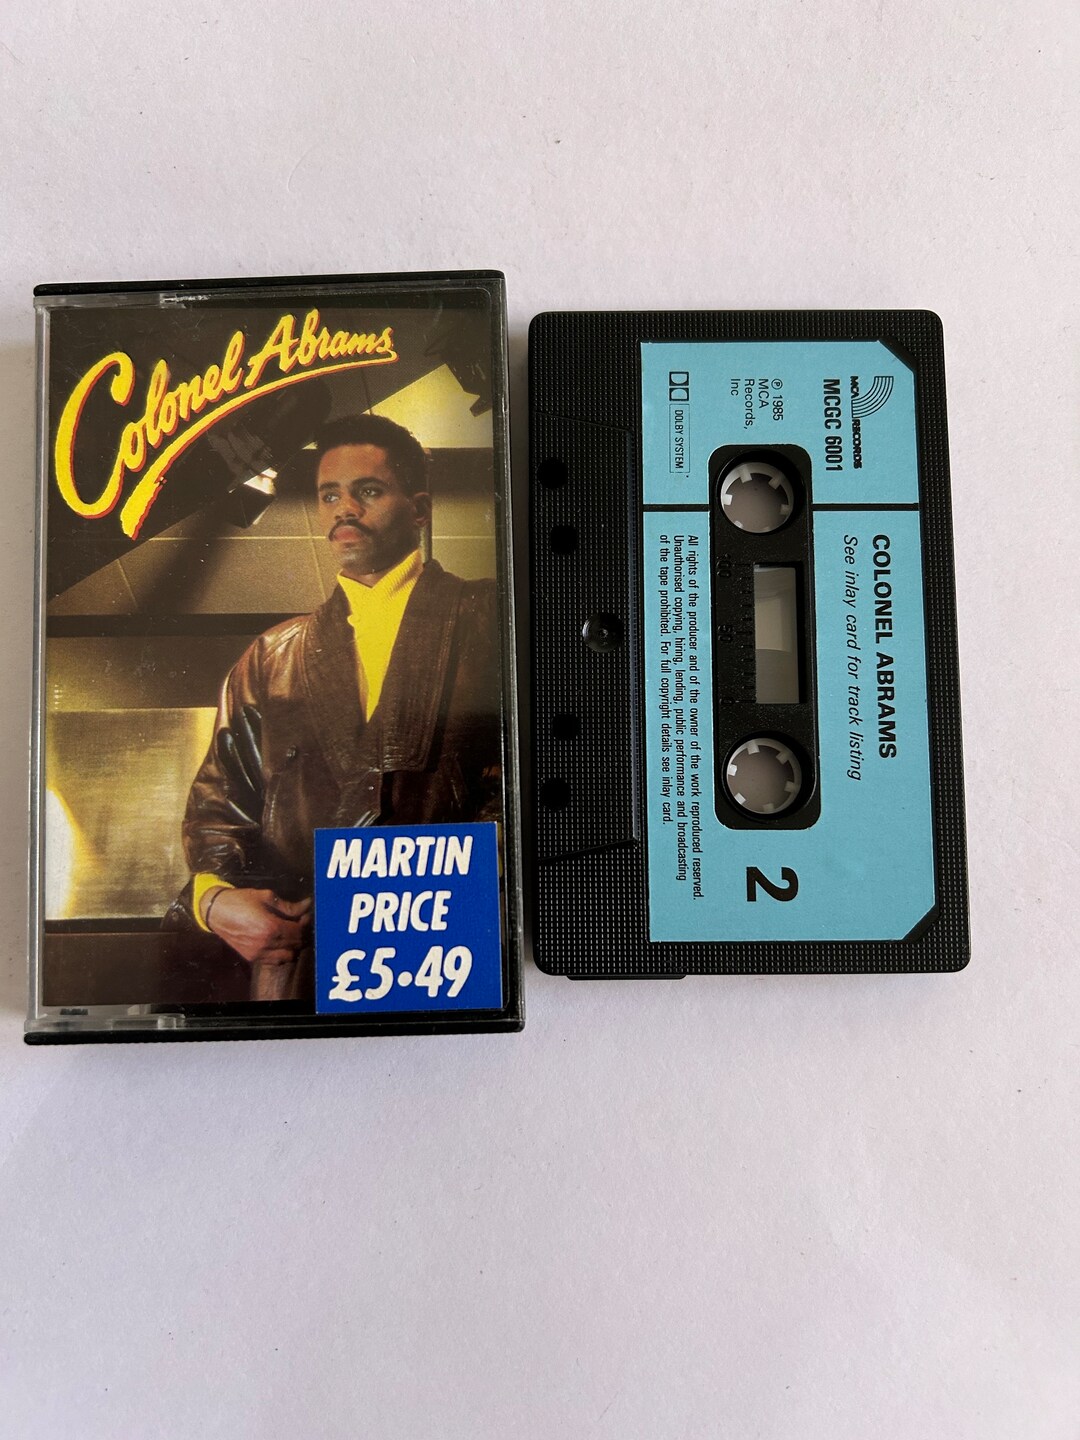 Colonel Abrams
MARTIN
PRICE
£5.49
MCA RECORDS
MCGC 6001
℗ 1985
MCA
Records,
Inc
DOLBY SYSTEM
COLONEL ABRAMS
See inlay card for track listing
2
All rights of the producer and of the owner of the work reproduced reserved.
Unauthorised copying, hiring, lending, public performance and broadcasting
of the tape prohibited. For full copyright details see inlay card.
100
50